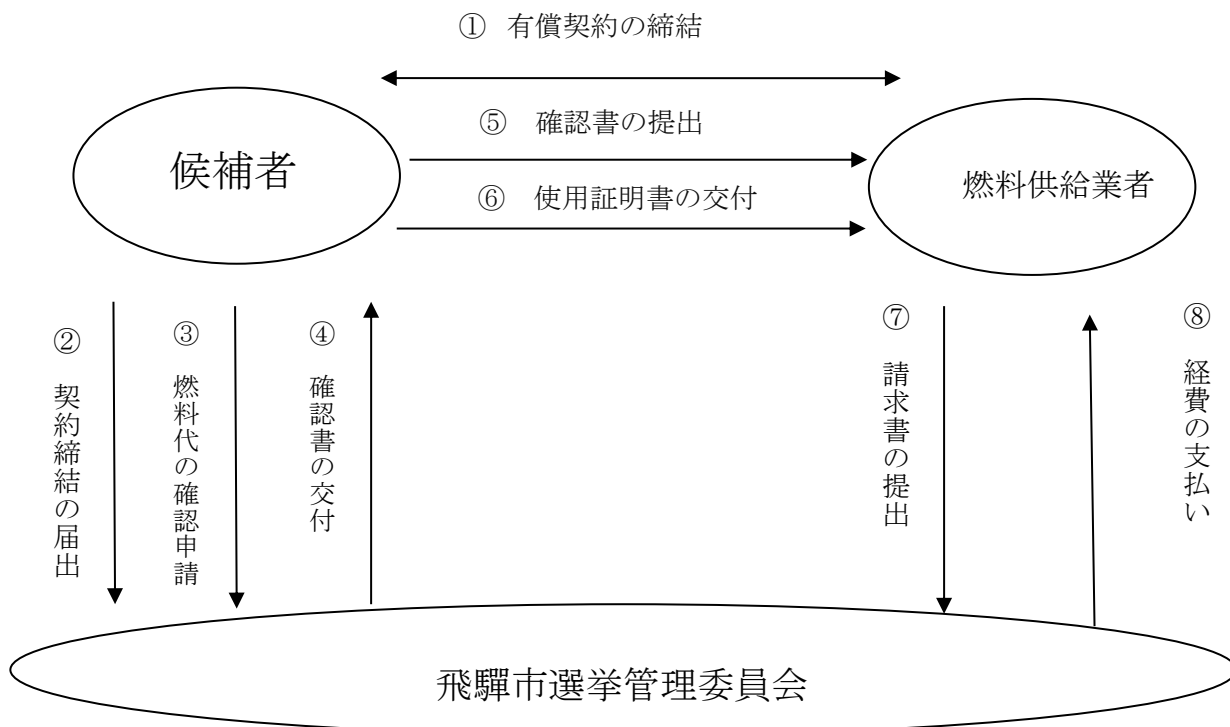 ① 有償契約の締結
⑤ 確認書の提出
候補者
燃料供給業者
⑥ 使用証明書の交付
② 契約締結の届出
③ 燃料代の確認申請
④ 確認書の交付
⑦ 請求書の提出
⑧ 経費の支払い
飛驒市選挙管理委員会